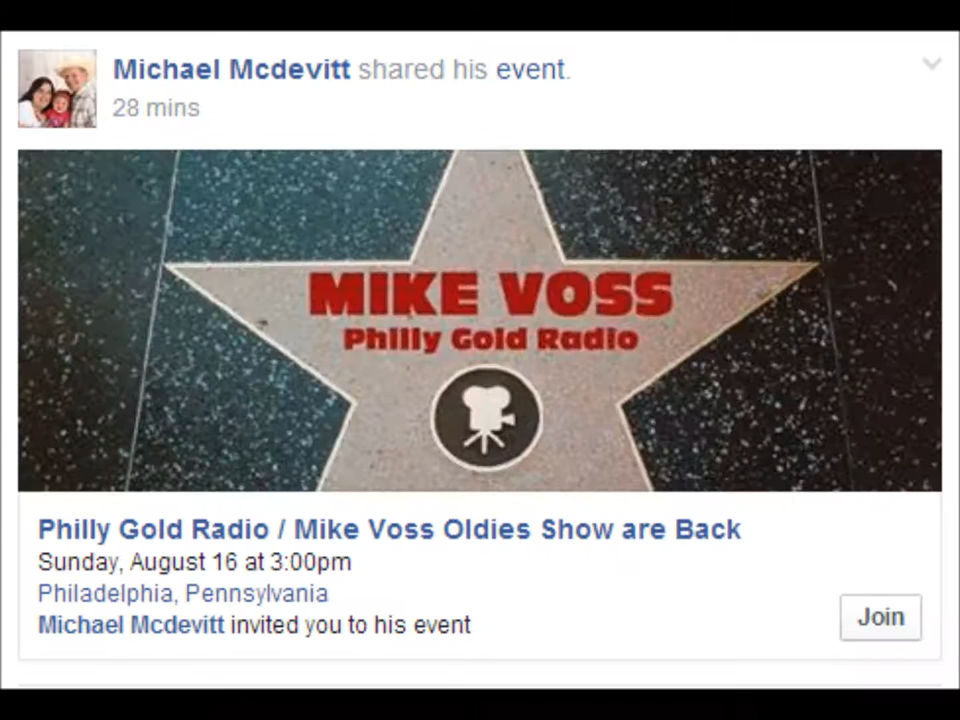 Michael Mcdevitt shared his event.
28 mins
MIKE VOSS
Philly Gold Radio
Philly Gold Radio / Mike Voss Oldies Show are Back
Sunday, August 16 at 3:00pm
Philadelphia, Pennsylvania
Michael Mcdevitt invited you to his event
Join